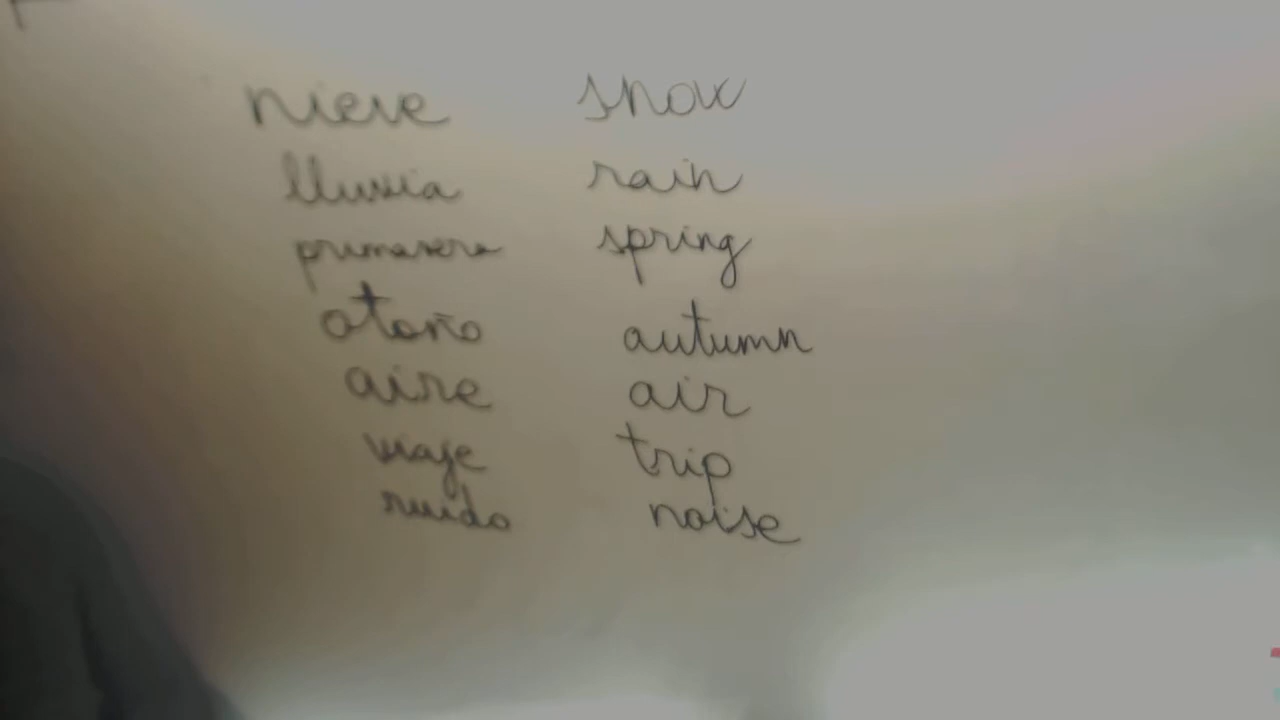 nieve snow
lluvia rain
primavera spring
otoño autumn
aire air
viaje trip
ruido noise